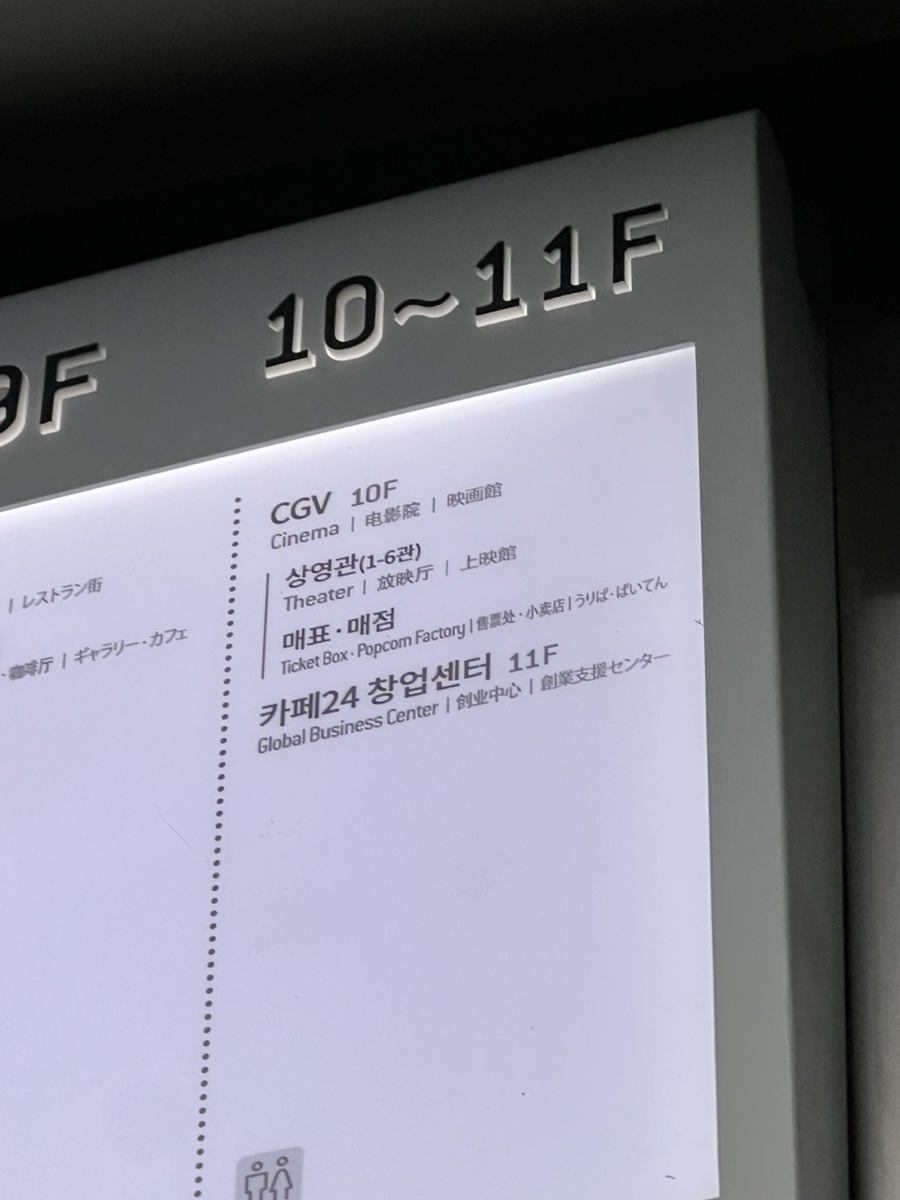 9F
10~11F
| レストラン街
·咖啡厅 | ギャラリー·カフェ
CGV 10F
Cinema | 电影院 | 映画館
상영관(1-6관)
Theater | 放映厅 | 上映館
매표·매점
Ticket Box·Popcorn Factory | 售票处·小卖店 | うりば·ばいてん
카페24 창업센터 11F
Global Business Center | 创业中心 | 創業支援センター